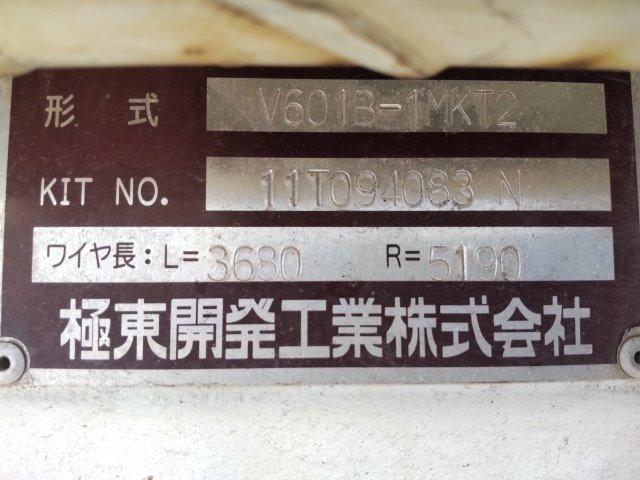 形 式 V601B-1MKT2
KIT NO. 11T094083 N
ワイヤ長: L=3680 R=5190
極東開発工業株式会社